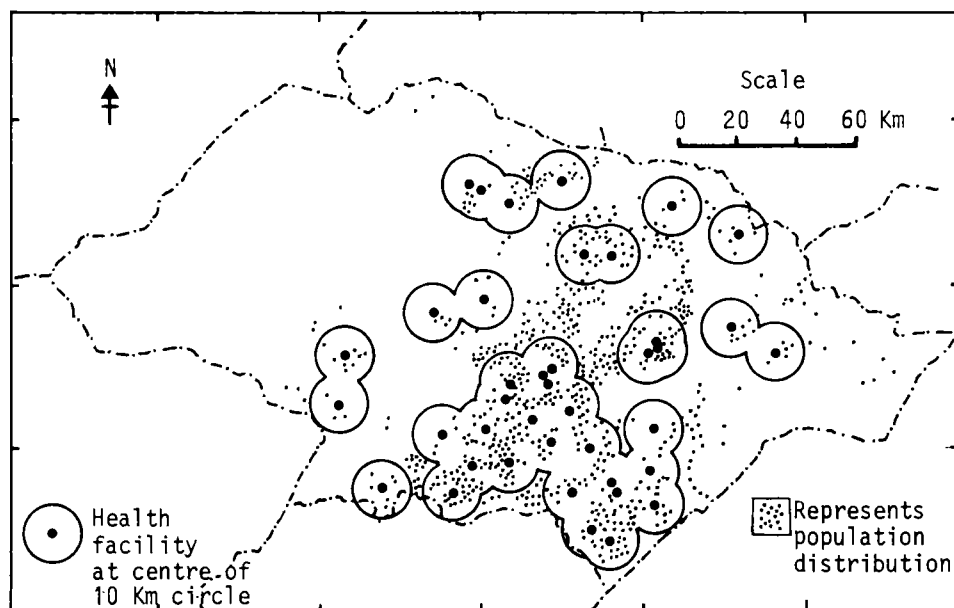 N
Scale
0 20 40 60 Km
Health
facility
at centre of
10 Km circle
Represents
population
distribution